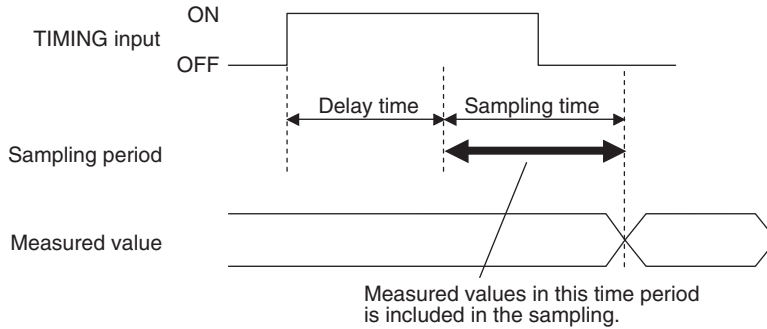 ON
TIMING input
OFF
Delay time
Sampling time
Sampling period
Measured value
Measured values in this time period
is included in the sampling.